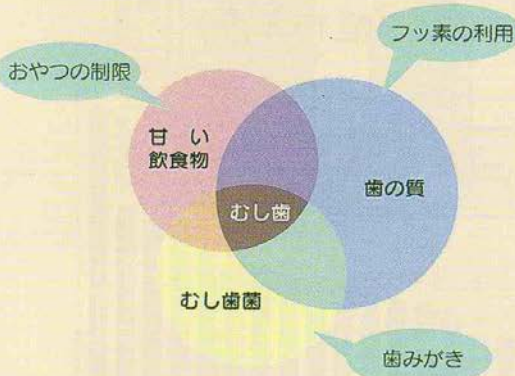 フッ素の利用
おやつの制限
甘い
飲食物
歯の質
むし歯
むし歯菌
歯みがき